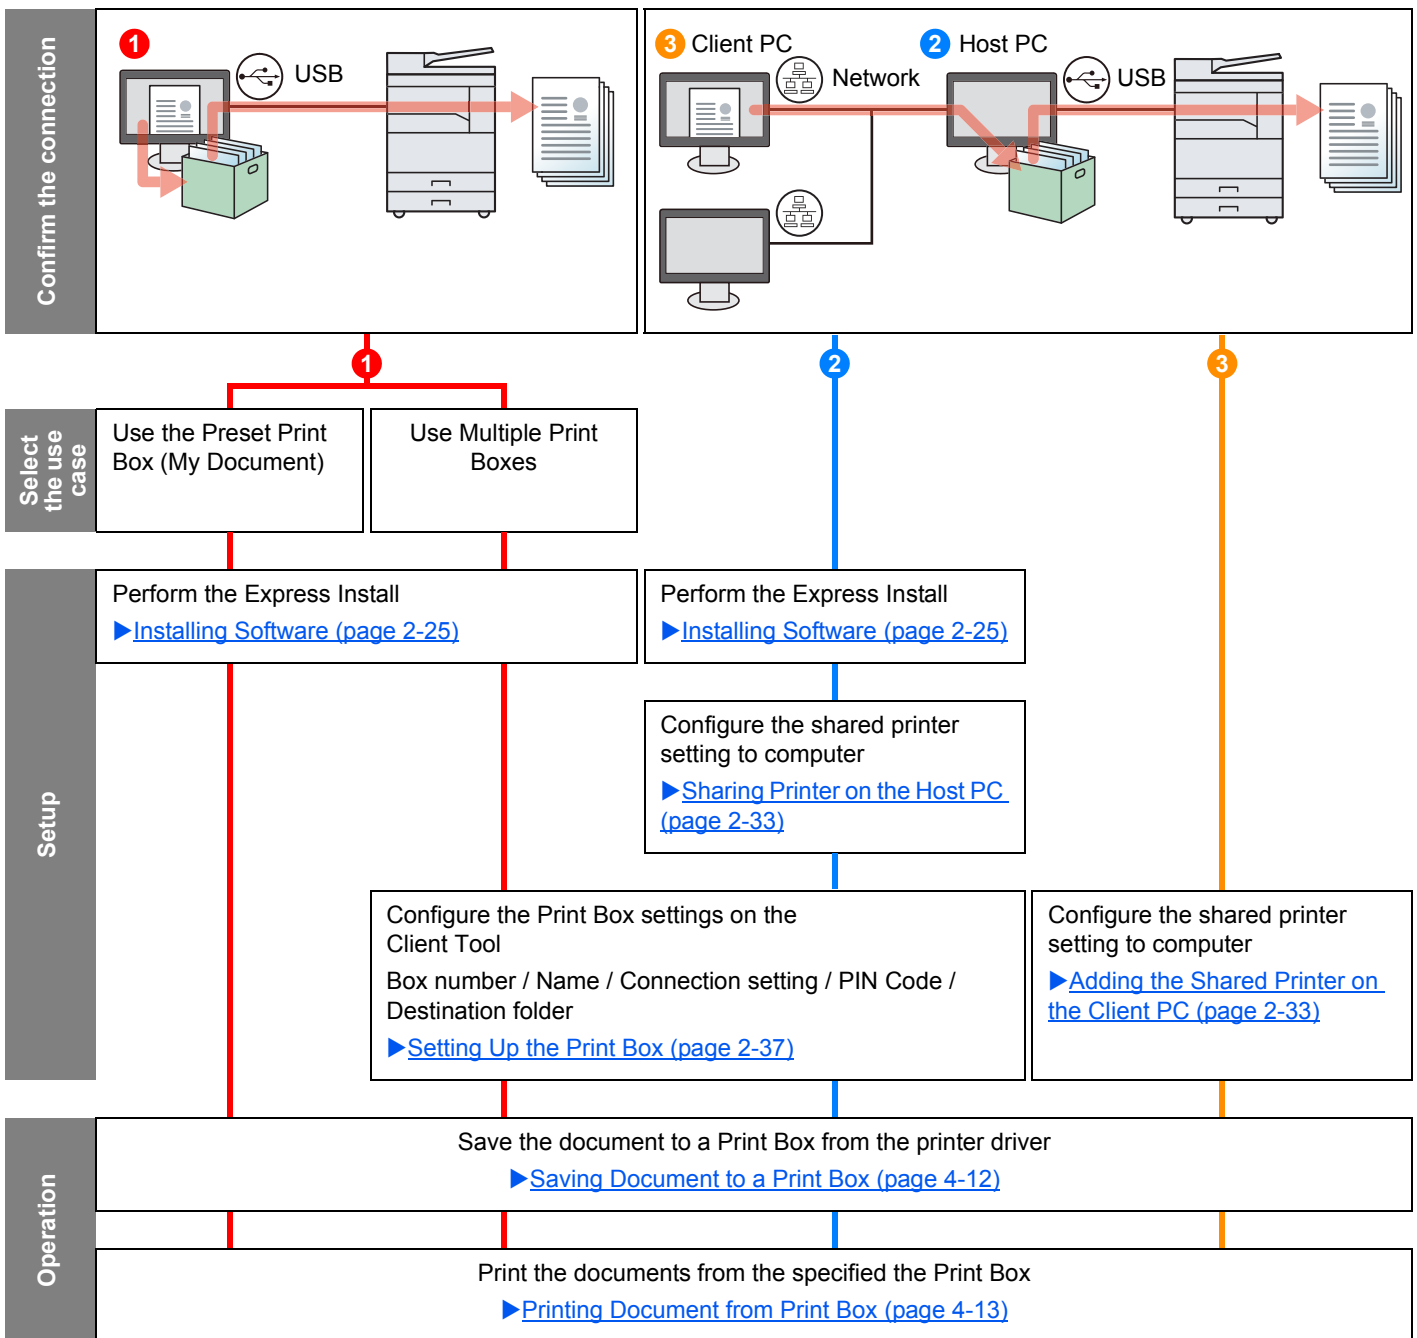 Confirm the connection
1
USB
3 Client PC
Network
2 Host PC
USB
1
2
3
Select
the use
case
Use the Preset Print
Box (My Document)
Use Multiple Print
Boxes
Setup
Perform the Express Install
▶Installing Software (page 2-25)
Perform the Express Install
▶Installing Software (page 2-25)
Configure the shared printer
setting to computer
▶Sharing Printer on the Host PC
(page 2-33)
Configure the Print Box settings on the
Client Tool
Box number / Name / Connection setting / PIN Code /
Destination folder
▶Setting Up the Print Box (page 2-37)
Configure the shared printer
setting to computer
▶Adding the Shared Printer on
the Client PC (page 2-33)
Operation
Save the document to a Print Box from the printer driver
▶Saving Document to a Print Box (page 4-12)
Print the documents from the specified the Print Box
▶Printing Document from Print Box (page 4-13)